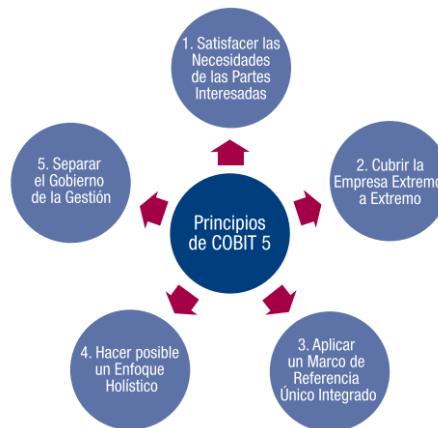 1. Satisfacer las
Necesidades
de las Partes
Interesadas
5. Separar
el Gobierno
de la Gestión
2. Cubrir la
Empresa Extremo
a Extremo
Principios
de COBIT 5
4. Hacer posible
un Enfoque
Holístico
3. Aplicar
un Marco de
Referencia
Único Integrado